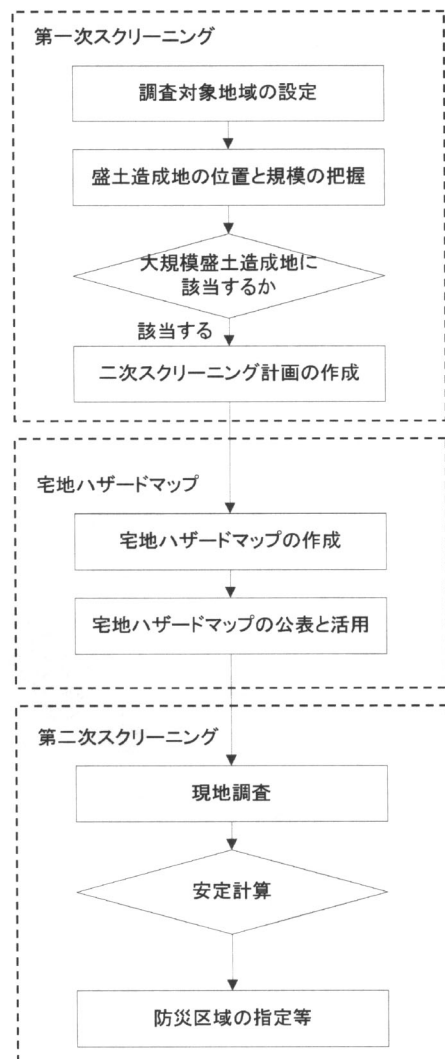 第一次スクリーニング
調査対象地域の設定
盛土造成地の位置と規模の把握
大規模盛土造成地に
該当するか
該当する
二次スクリーニング計画の作成
宅地ハザードマップ
宅地ハザードマップの作成
宅地ハザードマップの公表と活用
第二次スクリーニング
現地調査
安定計算
防災区域の指定等